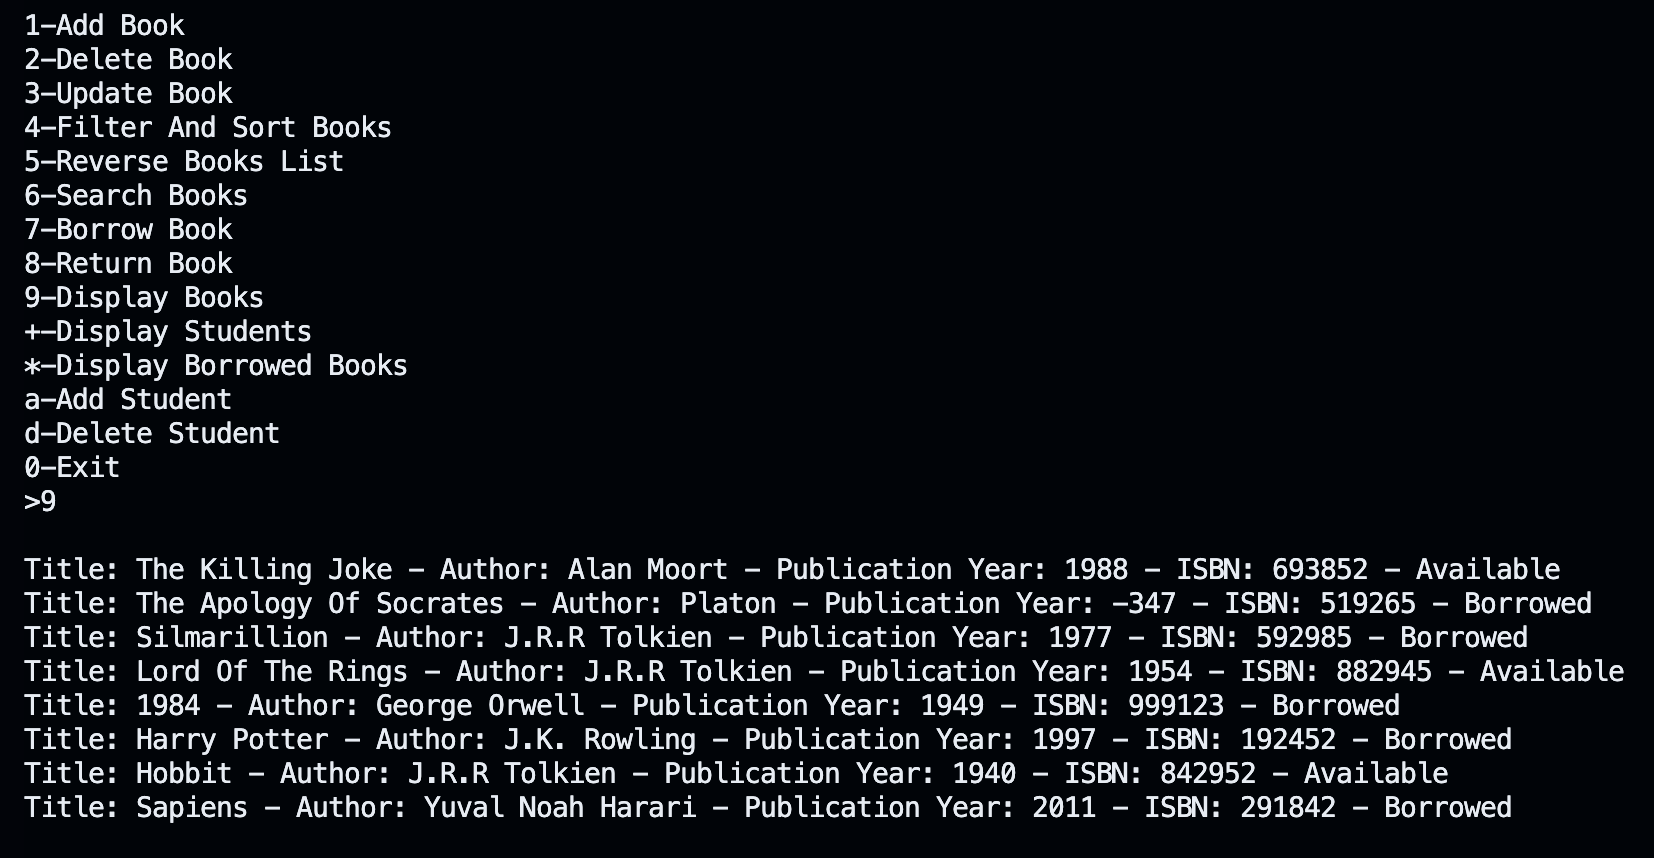 1-Add Book
2-Delete Book
3-Update Book
4-Filter And Sort Books
5-Reverse Books List
6-Search Books
7-Borrow Book
8-Return Book
9-Display Books
+-Display Students
*-Display Borrowed Books
a-Add Student
d-Delete Student
0-Exit
>9
Title: The Killing Joke - Author: Alan Moort - Publication Year: 1988 - ISBN: 693852 - Available
Title: The Apology Of Socrates - Author: Platon - Publication Year: -347 - ISBN: 519265 - Borrowed
Title: Silmarillion - Author: J.R.R Tolkien - Publication Year: 1977 - ISBN: 592985 - Borrowed
Title: Lord Of The Rings - Author: J.R.R Tolkien - Publication Year: 1954 - ISBN: 882945 - Available
Title: 1984 - Author: George Orwell - Publication Year: 1949 - ISBN: 999123 - Borrowed
Title: Harry Potter - Author: J.K. Rowling - Publication Year: 1997 - ISBN: 192452 - Borrowed
Title: Hobbit - Author: J.R.R Tolkien - Publication Year: 1940 - ISBN: 842952 - Available
Title: Sapiens - Author: Yuval Noah Harari - Publication Year: 2011 - ISBN: 291842 - Borrowed